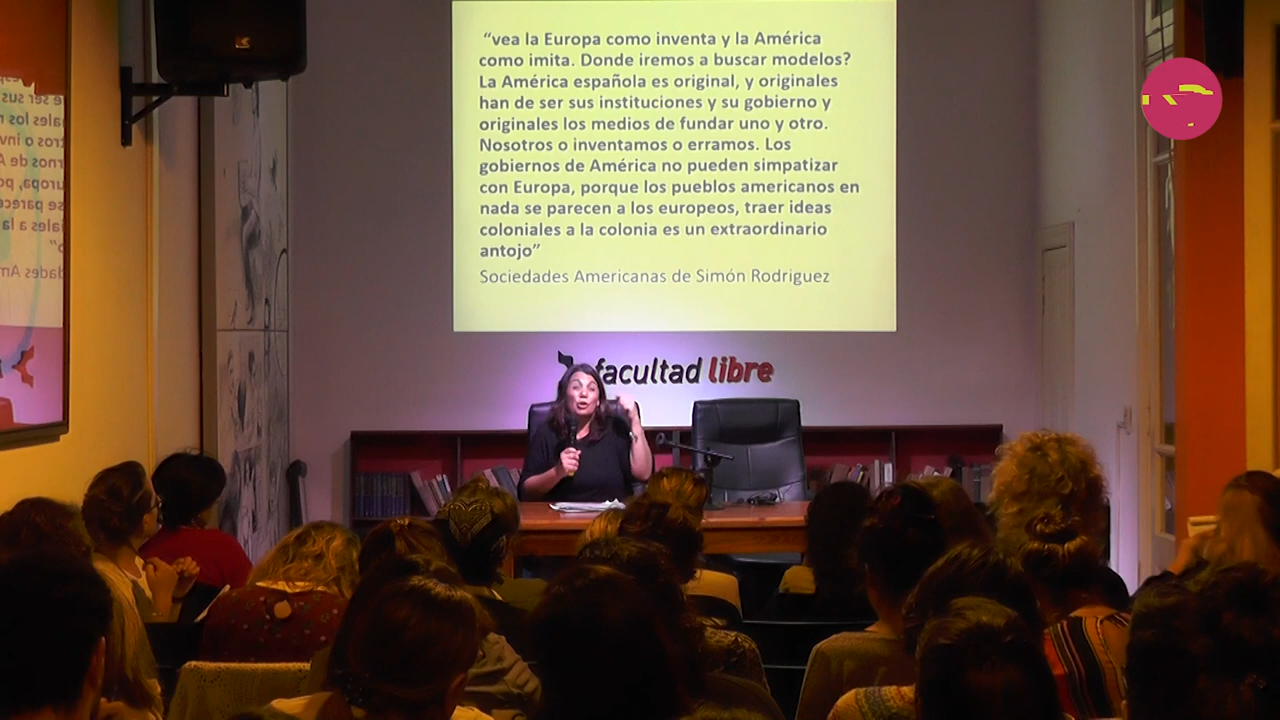 “vea la Europa como inventa y la América
como imita. Donde iremos a buscar modelos?
La América española es original, y originales
han de ser sus instituciones y su gobierno y
originales los medios de fundar uno y otro.
Nosotros o inventamos o erramos. Los
gobiernos de América no pueden simpatizar
con Europa, porque los pueblos americanos en
nada se parecen a los europeos, traer ideas
coloniales a la colonia es un extraordinario
antojo”
Sociedades Americanas de Simón Rodriguez
facultad libre